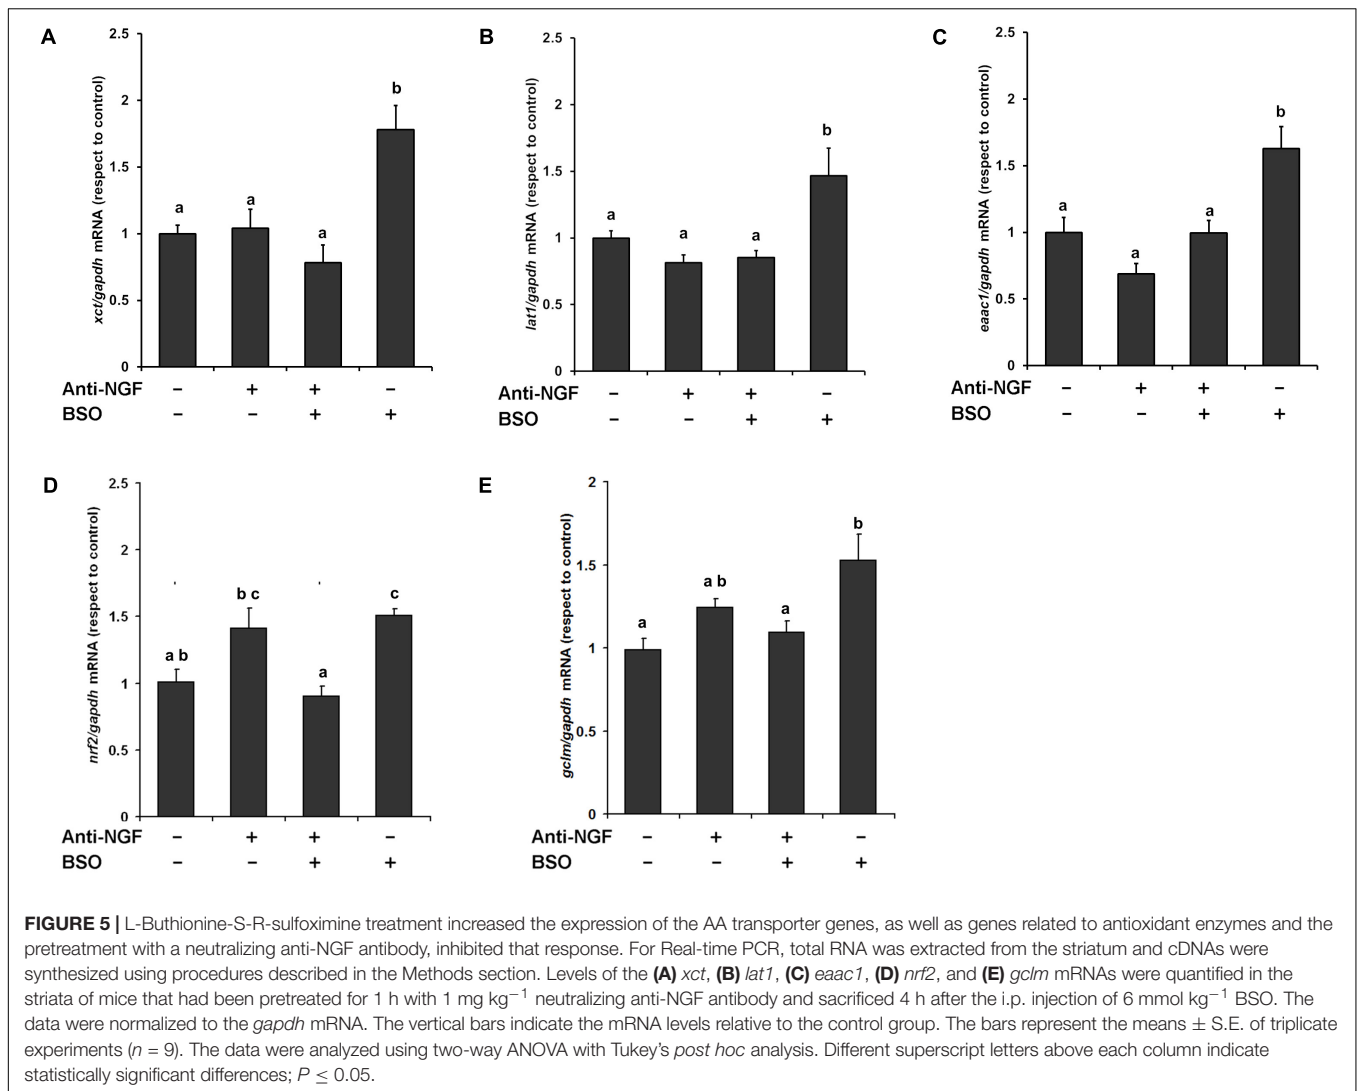 A
xct/gapdh mRNA (respect to control)
2.5
2
1.5
1
0.5
0
a
a
a
b
Anti-NGF – + + –
BSO – – + +
B
lat1/gapdh mRNA (respect to control)
2.5
2
1.5
1
0.5
0
a
a
a
b
Anti-NGF – + + –
BSO – – + +
C
eaac1/gapdh mRNA (respect to control)
2.5
2
1.5
1
0.5
0
a
a
a
b
Anti-NGF – + + –
BSO – – + +
D
nrf2/gapdh mRNA (respect to control)
2.5
2
1.5
1
0.5
0
a b
b c
a
c
Anti-NGF – + + –
BSO – – + +
E
gclm/gapdh mRNA (respect to control)
2
1.5
1
0.5
0
a
a b
a
b
Anti-NGF – + + –
BSO – – + +
FIGURE 5 | L-Buthionine-S-R-sulfoximine treatment increased the expression of the AA transporter genes, as well as genes related to antioxidant enzymes and the
pretreatment with a neutralizing anti-NGF antibody, inhibited that response. For Real-time PCR, total RNA was extracted from the striatum and cDNAs were
synthesized using procedures described in the Methods section. Levels of the (A) xct, (B) lat1, (C) eaac1, (D) nrf2, and (E) gclm mRNAs were quantified in the
striata of mice that had been pretreated for 1 h with 1 mg kg⁻¹ neutralizing anti-NGF antibody and sacrificed 4 h after the i.p. injection of 6 mmol kg⁻¹ BSO. The
data were normalized to the gapdh mRNA. The vertical bars indicate the mRNA levels relative to the control group. The bars represent the means ± S.E. of triplicate
experiments (n = 9). The data were analyzed using two-way ANOVA with Tukey's post hoc analysis. Different superscript letters above each column indicate
statistically significant differences; P ≤ 0.05.